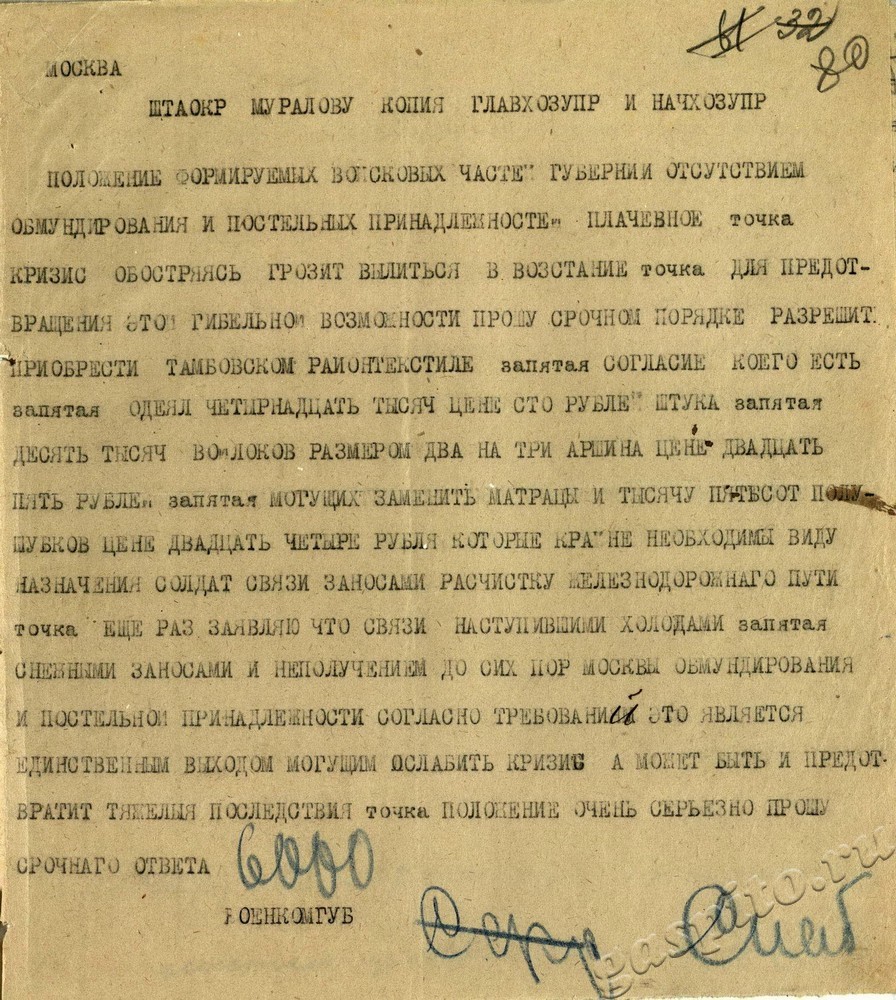 32
80
МОСКВА
ШТАОКР МУРАЛОВУ КОПИЯ ГЛАВХОЗУПР И НАЧХОЗУПР
ПОЛОЖЕНИЕ ФОРМИРУЕМЫХ ВОЙСКОВЫХ ЧАСТЕЙ ГУБЕРНИИ ОТСУТСТВИЕМ
ОБМУНДИРОВАНИЯ И ПОСТЕЛЬНЫХ ПРИНАДЛЕЖНОСТЕЙ ПЛАЧЕВНОЕ точка
КРИЗИС ОБОСТРЯЯСЬ ГРОЗИТ ВЫЛИТЬСЯ В ВОЗСТАНИЕ точка ДЛЯ ПРЕДОТ-
ВРАЩЕНИЯ ЭТОЙ ГИБЕЛЬНОЙ ВОЗМОЖНОСТИ ПРОШУ СРОЧНОМ ПОРЯДКЕ РАЗРЕШИТЬ
ПРИОБРЕСТИ ТАМБОВСКОМ РАЙОНТЕКСТИЛЕ запятая СОГЛАСИЕ КОЕГО ЕСТЬ
запятая ОДЕЯЛ ЧЕТЫРНАДЦАТЬ ТЫСЯЧ ЦЕНЕ СТО РУБЛЕЙ ШТУКА запятая
ДЕСЯТЬ ТЫСЯЧ ВОЙЛОКОВ РАЗМЕРОМ ДВА НА ТРИ АРШИНА ЦЕНЕ ДВАДЦАТЬ
ПЯТЬ РУБЛЕЙ запятая МОГУЩИХ ЗАМЕНИТЬ МАТРАЦЫ И ТЫСЯЧУ ПЯТЬСОТ ПОЛУ-
ШУБКОВ ЦЕНЕ ДВАДЦАТЬ ЧЕТЫРЕ РУБЛЯ КОТОРЫЕ КРАЙНЕ НЕОБХОДИМЫ ВИДУ
НАЗНАЧЕНИЯ СОЛДАТ СВЯЗИ ЗАНОСАМИ РАСЧИСТКУ ЖЕЛЕЗНОДОРОЖНАГО ПУТИ
точка ЕЩЕ РАЗ ЗАЯВЛЯЮ ЧТО СВЯЗИ НАСТУПИВШИМИ ХОЛОДАМИ запятая
СНЕЖНЫМИ ЗАНОСАМИ И НЕПОЛУЧЕНИЕМ ДО СИХ ПОР МОСКВЫ ОБМУНДИРОВАНИЯ
И ПОСТЕЛЬНОЙ ПРИНАДЛЕЖНОСТИ СОГЛАСНО ТРЕБОВАНИЙ ЭТО ЯВЛЯЕТСЯ
ЕДИНСТВЕННЫМ ВЫХОДОМ МОГУЩИМ ОСЛАБИТЬ КРИЗИС А МОЖЕТ БЫТЬ И ПРЕДОТ-
ВРАТИТ ТЯЖЕЛЫЯ ПОСЛЕДСТВИЯ точка ПОЛОЖЕНИЕ ОЧЕНЬ СЕРЬЕЗНО ПРОШУ
СРОЧНАГО ОТВЕТА 6000
ВОЕНКОМГУБ
gaspito.ru